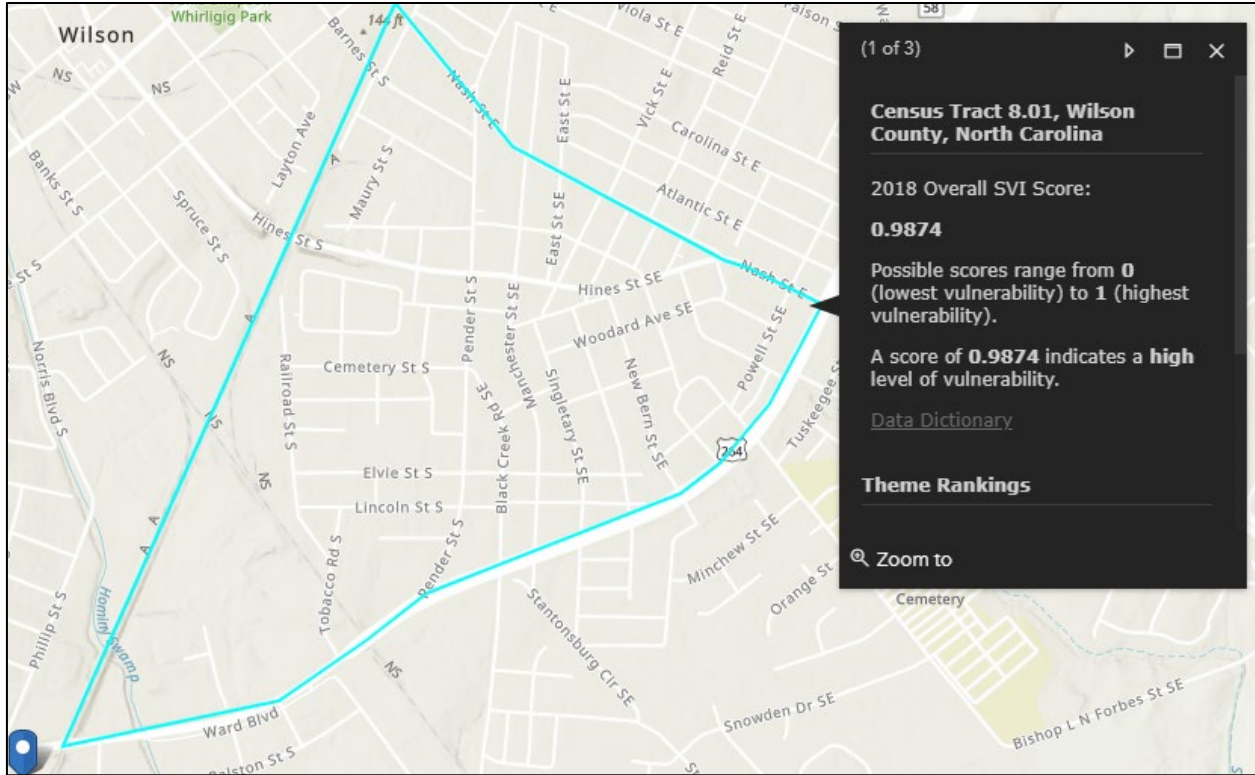 Whirligig Park
Wilson
144 ft
58
Viola St E
Faison S
Reid St E
Barnes St S
NS
NS
Nash St E
East St E
Vick St E
Carolina St E
Layton Ave
A
Maury St S
Atlantic St E
Banks St S
Spruce St S
Hines St S
East St SE
e St S
Nash St E
Hines St SE
Pender St S
Manchester St SE
Woodard Ave SE
Powell St SE
A
Norris Blvd S
NS
Railroad St S
Cemetery St S
Singletary St SE
New Bern St SE
Tuskegee S
NS
Black Creek Rd SE
264
NS
Elvie St S
Lincoln St S
A
A
Tobacco Rd S
Pender St S
Minchew St SE
Orange St
Cemetery
Phillip St S
Hominy Swamp
Stantonsburg Cir SE
NS
Ward Blvd
Snowden Dr SE
Bishop L N Forbes St SE
Ralston St S
(1 of 3)
Census Tract 8.01, Wilson
County, North Carolina
2018 Overall SVI Score:
0.9874
Possible scores range from 0
(lowest vulnerability) to 1 (highest
vulnerability).
A score of 0.9874 indicates a high
level of vulnerability.
Data Dictionary
Theme Rankings
Zoom to